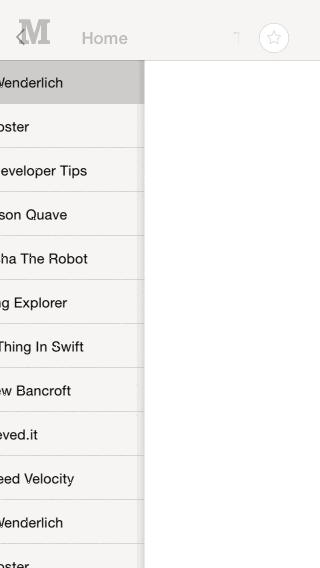 M Home
Wenderlich
oster
eveloper Tips
son Quave
ha The Robot
g Explorer
Thing In Swift
ew Bancroft
eved.it
eed Velocity
Wenderlich
oster